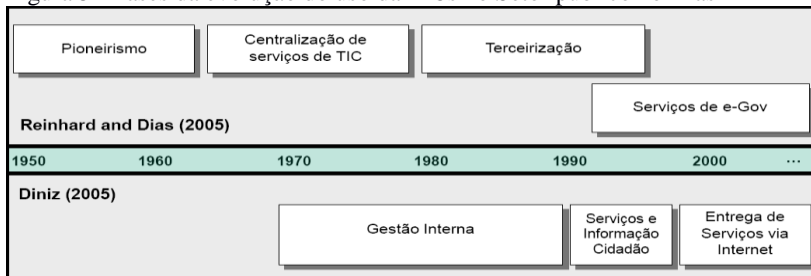 Pioneirismo
Centralização de
serviços de TIC
Terceirização
Serviços de e-Gov
Reinhard and Dias (2005)
1950 1960 1970 1980 1990 2000 ...
Diniz (2005)
Gestão Interna
Serviços e
Informação
Cidadão
Entrega de
Serviços via
Internet